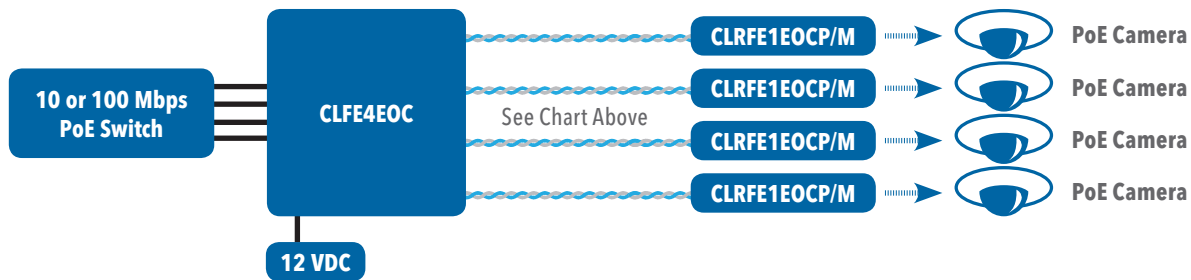 CLRFE1EOCP/M
PoE Camera
10 or 100 Mbps
PoE Switch
CLFE4EOC
CLRFE1EOCP/M
PoE Camera
See Chart Above
CLRFE1EOCP/M
PoE Camera
CLRFE1EOCP/M
PoE Camera
12 VDC